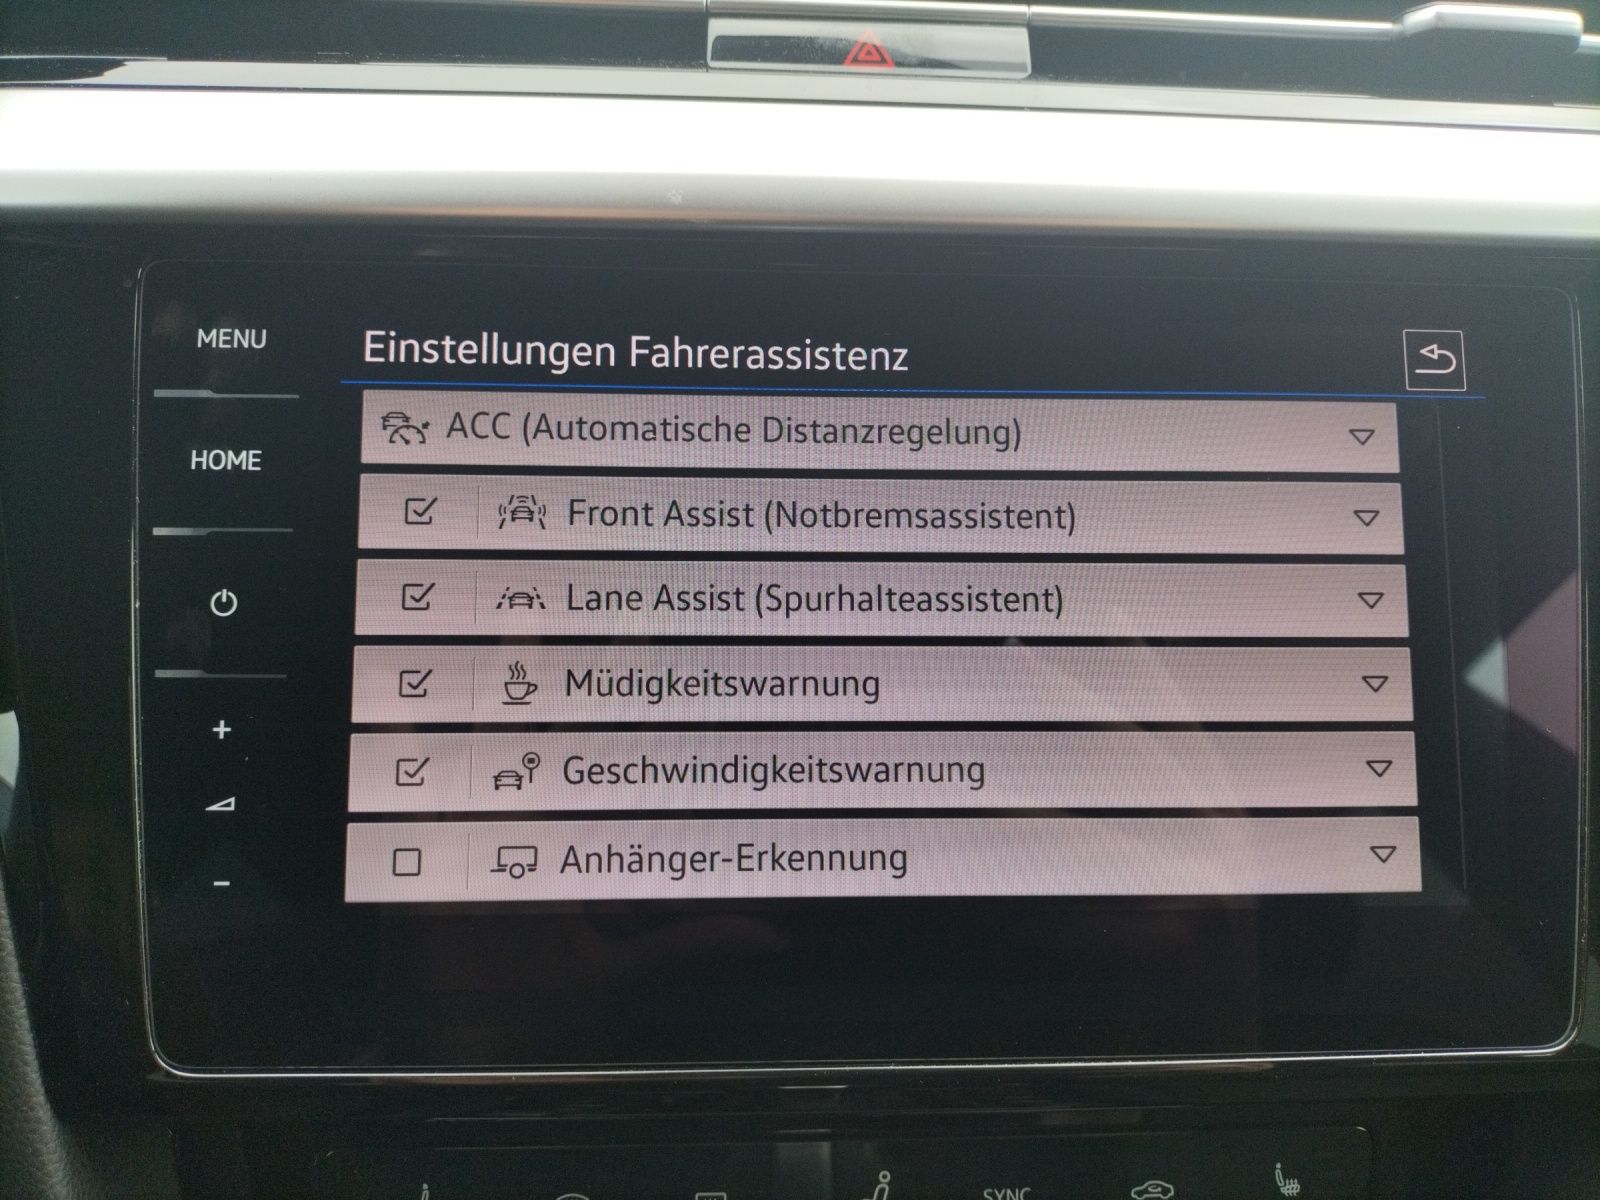 MENU
Einstellungen Fahrerassistenz
ACC (Automatische Distanzregelung)
HOME
Front Assist (Notbremsassistent)
Lane Assist (Spurhalteassistent)
Müdigkeitswarnung
+
Geschwindigkeitswarnung
Anhänger-Erkennung
-
SYNC